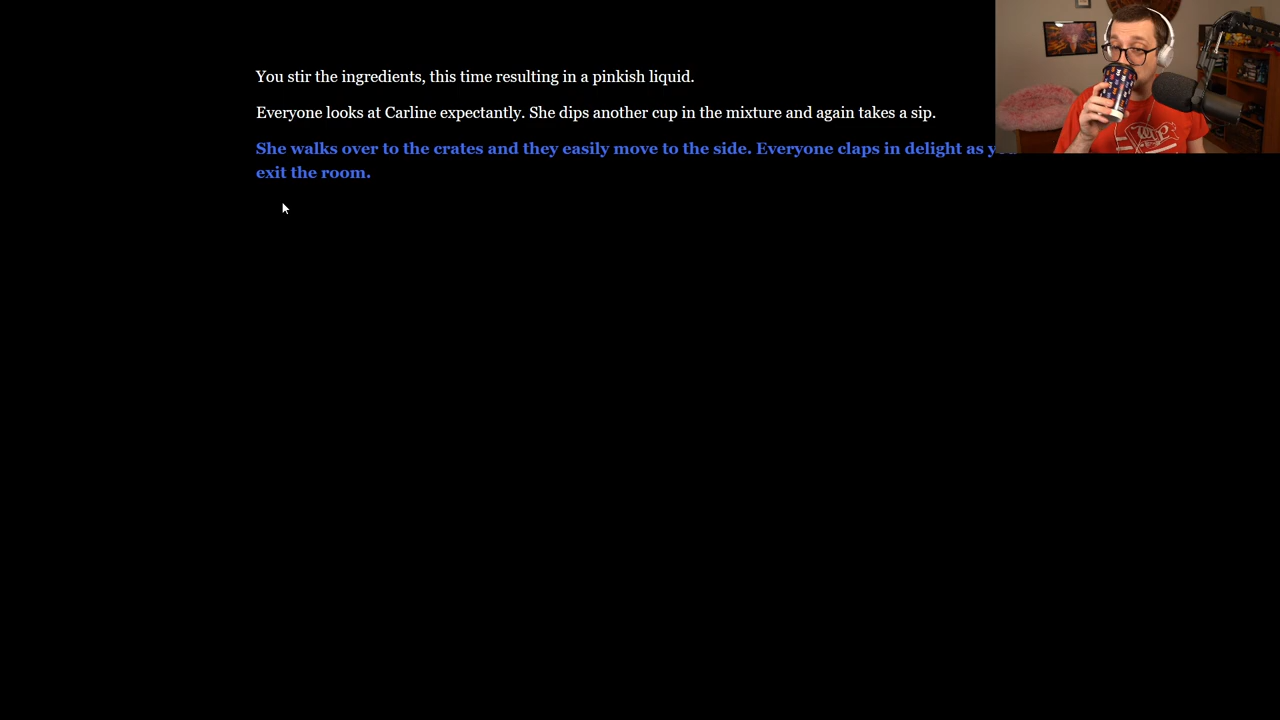 You stir the ingredients, this time resulting in a pinkish liquid.
Everyone looks at Carline expectantly. She dips another cup in the mixture and again takes a sip.
She walks over to the crates and they easily move to the side. Everyone claps in delight as you
exit the room.